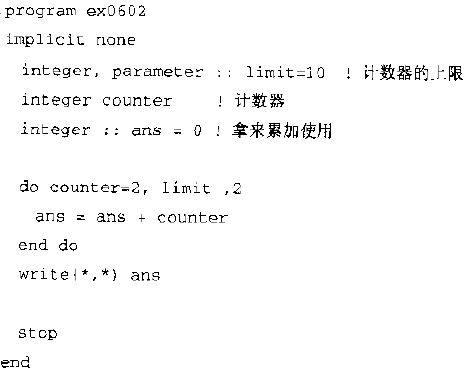 program ex0602
implicit none
integer, parameter :: limit=10 ! 计数器的上限
integer counter ! 计数器
integer :: ans = 0 ! 拿来累加使用
do counter=2, limit ,2
ans = ans + counter
end do
write(*,*) ans
stop
end